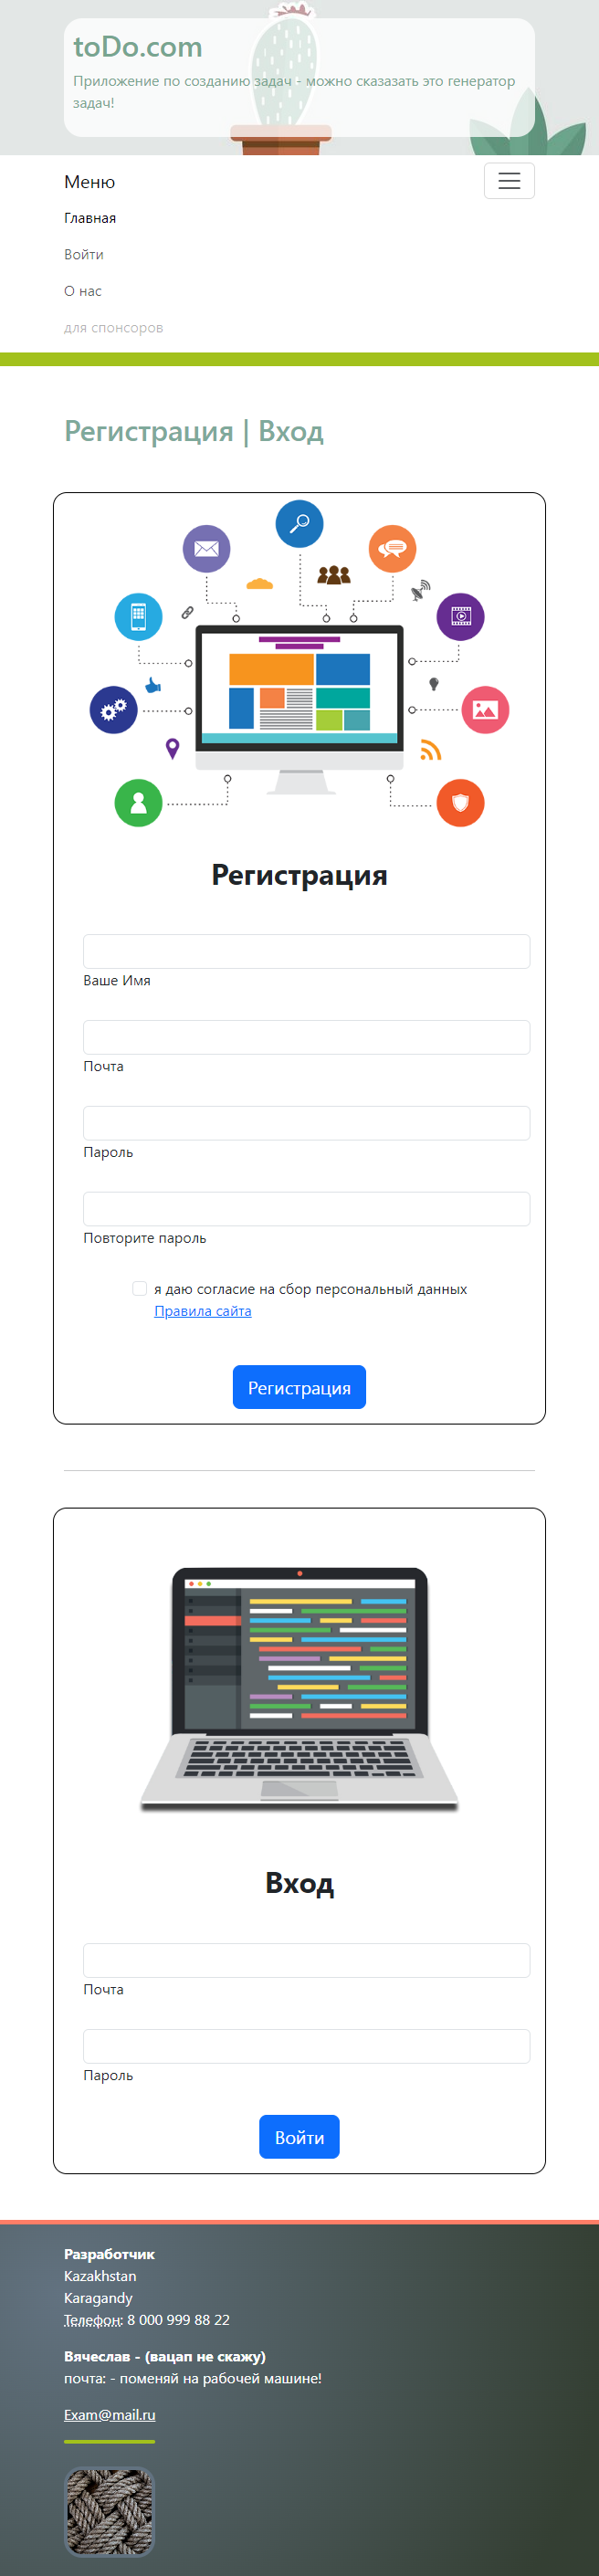 toDo.com
Приложение по созданию задач - можно сказазать это генератор
задач!
Меню
Главная
Войти
О нас
для спонсоров
Регистрация | Вход
Регистрация
Ваше Имя
Почта
Пароль
Повторите пароль
я даю согласие на сбор персональный данных
Правила сайта
Регистрация
Вход
Почта
Пароль
Войти
Разработчик
Kazakhstan
Karagandy
Телефон: 8 000 999 88 22
Вячеслав - (вацап не скажу)
почта: - поменяй на рабочей машине!
Exam@mail.ru